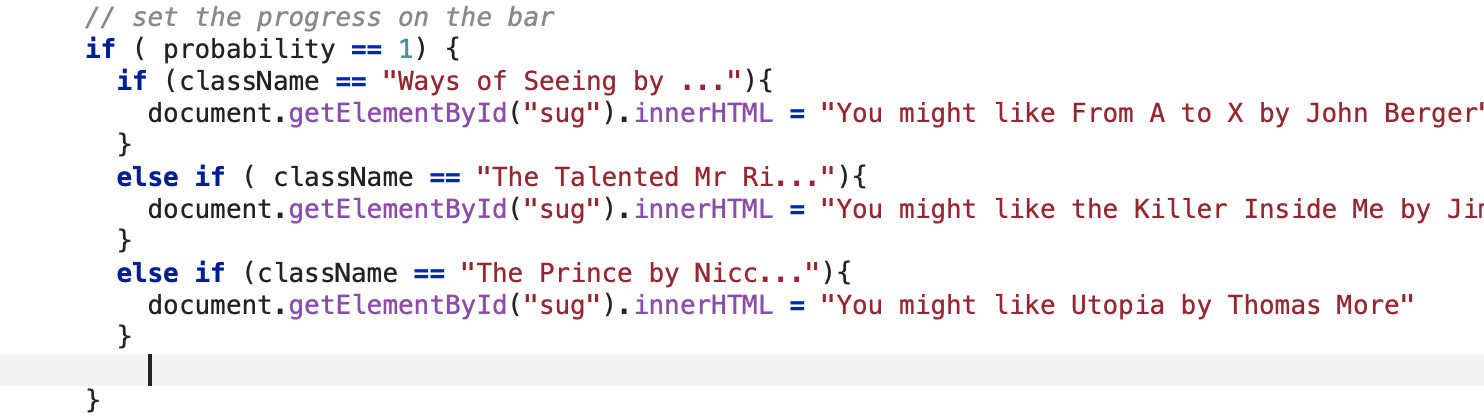 // set the progress on the bar
if ( probability == 1) {
if (className == "Ways of Seeing by ..."){
document.getElementById("sug").innerHTML = "You might like From A to X by John Berger"
}
else if ( className == "The Talented Mr Ri..."){
document.getElementById("sug").innerHTML = "You might like the Killer Inside Me by
}
else if (className == "The Prince by Nicc..."){
document.getElementById("sug").innerHTML = "You might like Utopia by Thomas More"
}
}